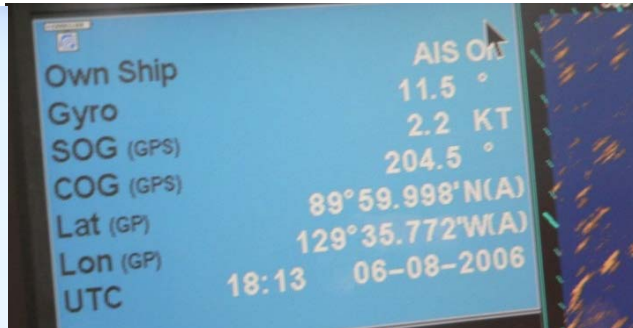 Own Ship AIS On
Gyro 11.5 °
SOG (GPS) 2.2 KT
COG (GPS) 204.5 °
Lat (GP) 89°59.998'N(A)
Lon (GP) 129°35.772'W(A)
UTC 18:13 06-08-2006